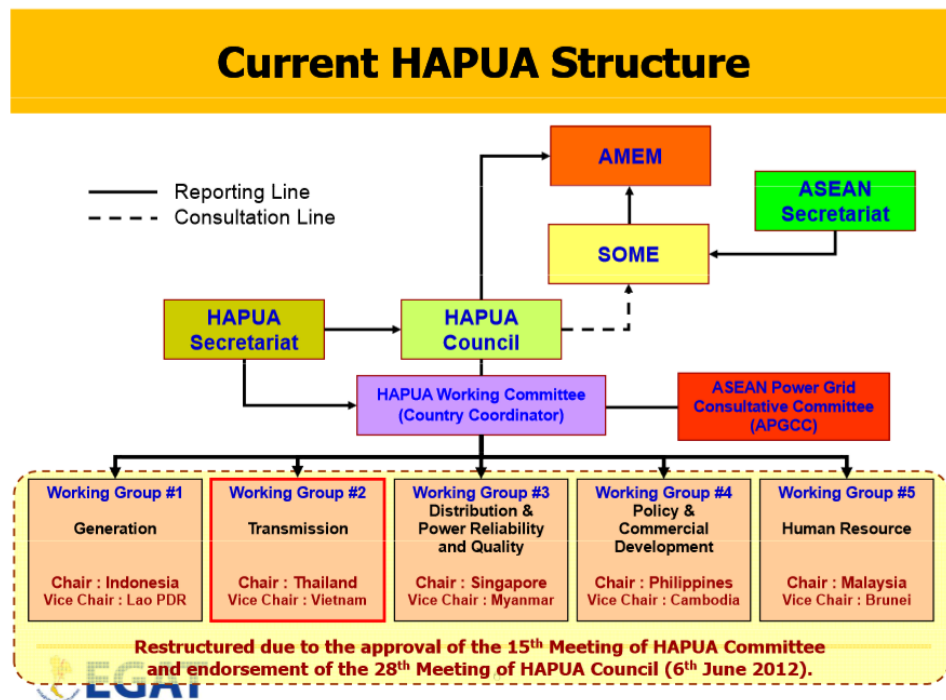 Current HAPUA Structure
AMEM
Reporting Line
Consultation Line
ASEAN
Secretariat
SOME
HAPUA
Secretariat
HAPUA
Council
HAPUA Working Committee
(Country Coordinator)
ASEAN Power Grid
Consultative Committee
(APGCC)
Working Group #1
Generation
Chair : Indonesia
Vice Chair : Lao PDR
Working Group #2
Transmission
Chair : Thailand
Vice Chair : Vietnam
Working Group #3
Distribution &
Power Reliability
and Quality
Chair : Singapore
Vice Chair : Myanmar
Working Group #4
Policy &
Commercial
Development
Chair : Philippines
Vice Chair : Cambodia
Working Group #5
Human Resource
Chair : Malaysia
Vice Chair : Brunei
Restructured due to the approval of the 15th Meeting of HAPUA Committee
and endorsement of the 28th Meeting of HAPUA Council (6th June 2012).
EGAT